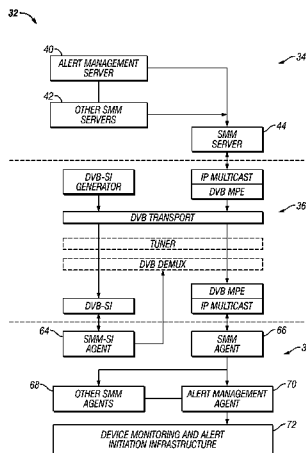 32
40
ALERT MANAGEMENT
SERVER
34
42
OTHER SMM
SERVERS
44
SMM
SERVER
DVB-SI
GENERATOR
IP MULTICAST
DVB MPE
36
DVB TRANSPORT
TUNER
DVB DEMUX
DVB-SI
DVB MPE
IP MULTICAST
64
SMM-SI
AGENT
66
SMM
AGENT
3
68
OTHER SMM
AGENTS
70
ALERT MANAGEMENT
AGENT
72
DEVICE MONITORING AND ALERT
INITIATION INFRASTRUCTURE